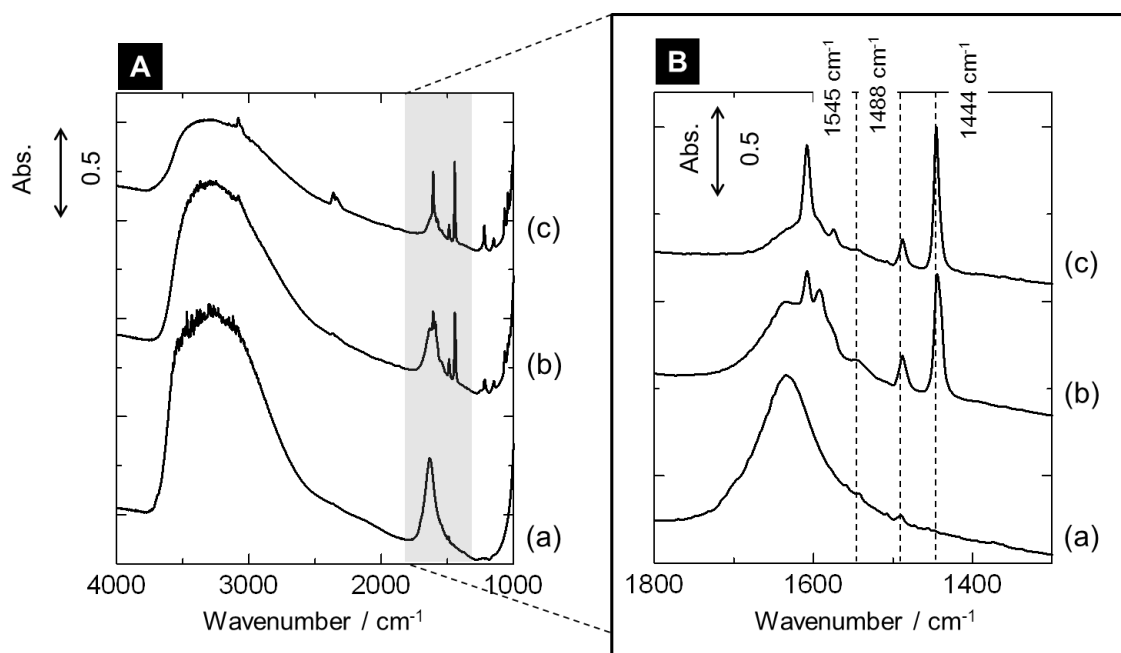 A
Abs.
0.5
(c)
(b)
(a)
4000 3000 2000 1000
Wavenumber / cm⁻¹
B
Abs.
0.5
1545 cm⁻¹
1488 cm⁻¹
1444 cm⁻¹
(c)
(b)
(a)
1800 1600 1400
Wavenumber / cm⁻¹